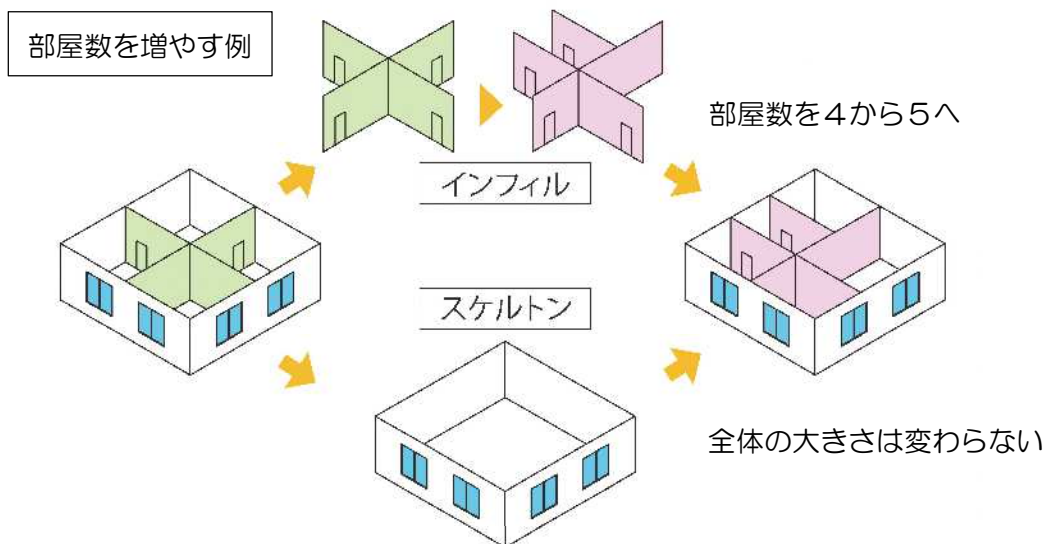 部屋数を増やす例
部屋数を４から５へ
インフィル
スケルトン
全体の大きさは変わらない